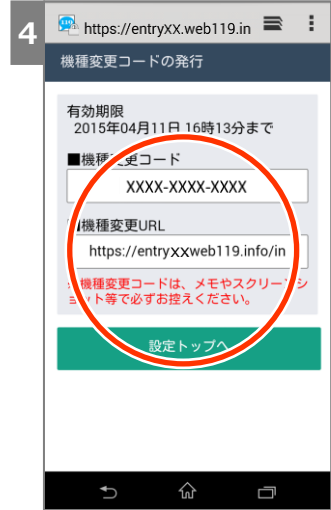 4
https://entryXX.web119.in
機種変更コードの発行
有効期限
2015年04月11日 16時13分まで
■機種変更コード
XXXX-XXXX-XXXX
■機種変更URL
https://entryXXweb119.info/in
※機種変更コードは、メモやスクリーンシ
ョット等で必ずお控えください。
設定トップへ